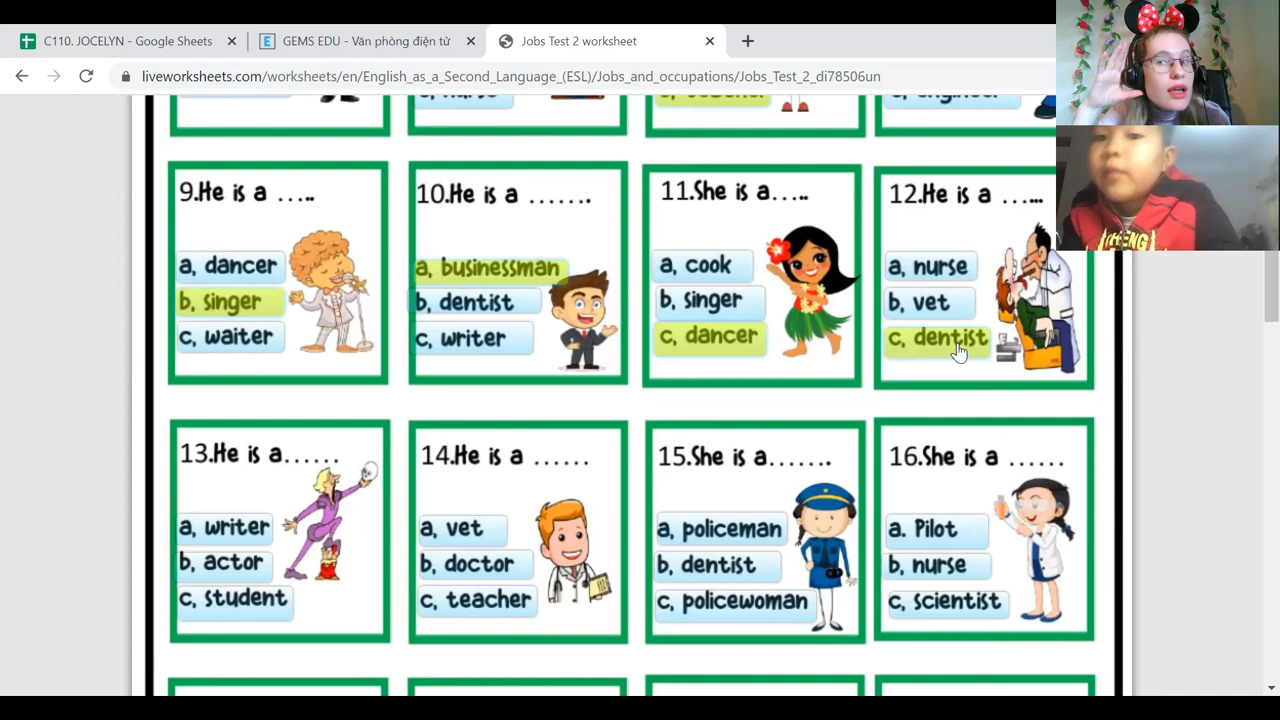 C110. JOCELYN - Google Sheets
GEMS EDU - Văn phòng điện tử
Jobs Test 2 worksheet
liveworksheets.com/worksheets/en/English_as_a_Second_Language_(ESL)/Jobs_and_occupations/Jobs_Test_2_di78506un
c, nurse
c, teacher
c, engineer
9.He is a …..
a, dancer
b, singer
c, waiter
10.He is a …….
a, businessman
b, dentist
c, writer
11.She is a…..
a, cook
b, singer
c, dancer
12.He is a …...
a, nurse
b, vet
c, dentist
13.He is a……
a, writer
b, actor
c, student
14.He is a ……
a, vet
b, doctor
c, teacher
15.She is a…….
a, policeman
b, dentist
c, policewoman
16.She is a ……
a. Pilot
b, nurse
c, scientist